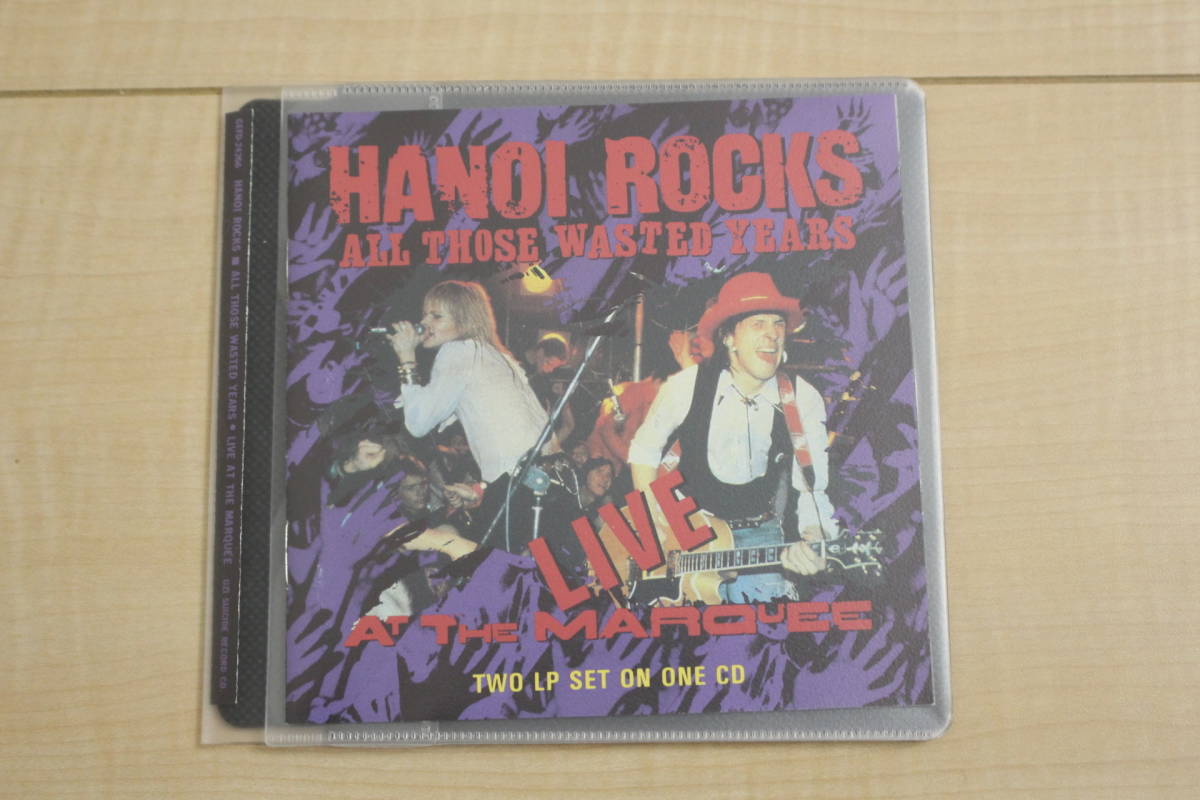 HANOI ROCKS
ALL THOSE WASTED YEARS
LIVE
AT THE MARQUEE
TWO LP SET ON ONE CD
HANOI ROCKS ■ ALL THOSE WASTED YEARS ● LIVE AT THE MARQUEE